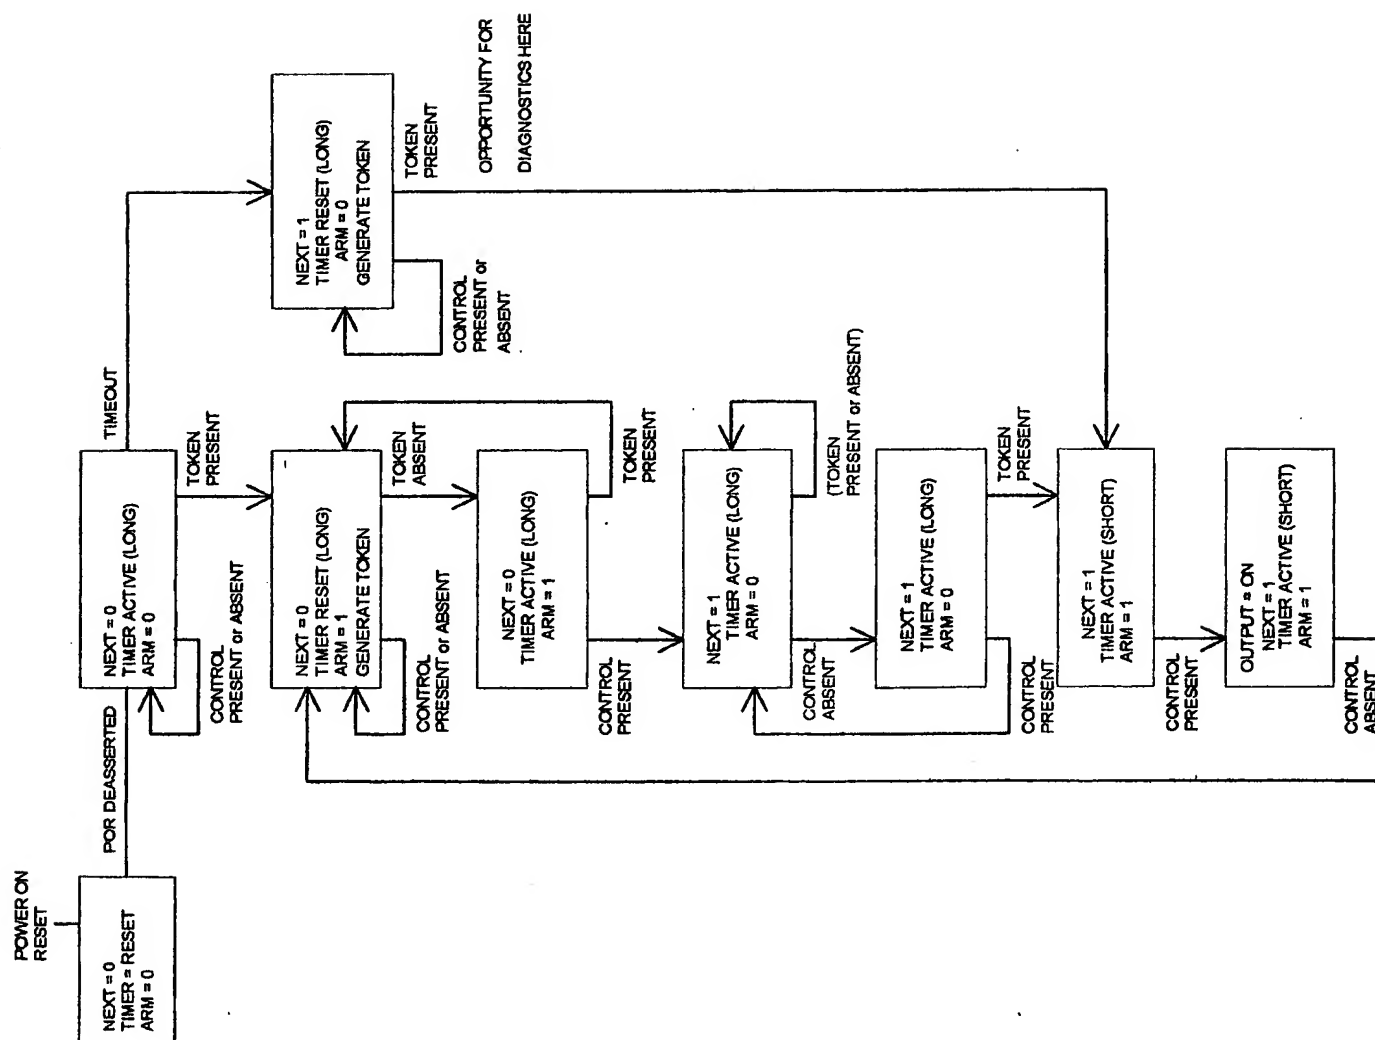 POWER ON
RESET
NEXT = 0
TIMER = RESET
ARM = 0
POR DEASSERTED
NEXT = 0
TIMER ACTIVE (LONG)
ARM = 0
CONTROL
PRESENT or ABSENT
TIMEOUT
TOKEN
PRESENT
NEXT = 1
TIMER RESET (LONG)
ARM = 0
GENERATE TOKEN
CONTROL
PRESENT or
ABSENT
TOKEN
PRESENT
OPPORTUNITY FOR
DIAGNOSTICS HERE
NEXT = 0
TIMER RESET (LONG)
ARM = 1
GENERATE TOKEN
CONTROL
PRESENT or ABSENT
TOKEN
ABSENT
NEXT = 0
TIMER ACTIVE (LONG)
ARM = 1
TOKEN
PRESENT
CONTROL
PRESENT
NEXT = 1
TIMER ACTIVE (LONG)
ARM = 0
(TOKEN
PRESENT or ABSENT)
CONTROL
ABSENT
NEXT = 1
TIMER ACTIVE (LONG)
ARM = 0
CONTROL
PRESENT
TOKEN
PRESENT
NEXT = 1
TIMER ACTIVE (SHORT)
ARM = 1
CONTROL
PRESENT
OUTPUT = ON
NEXT = 1
TIMER ACTIVE (SHORT)
ARM = 1
CONTROL
ABSENT